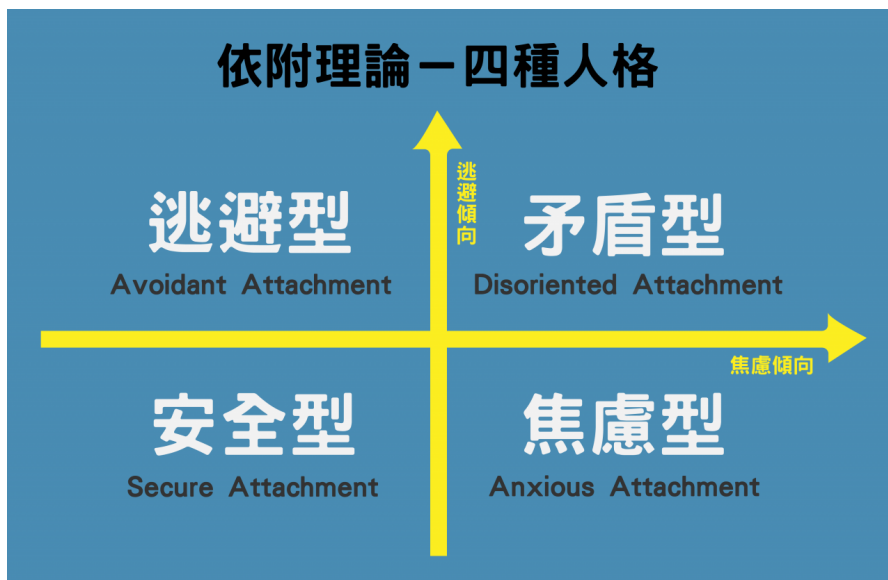 依附理論－四種人格
逃避傾向
逃避型
Avoidant Attachment
矛盾型
Disoriented Attachment
焦慮傾向
安全型
Secure Attachment
焦慮型
Anxious Attachment